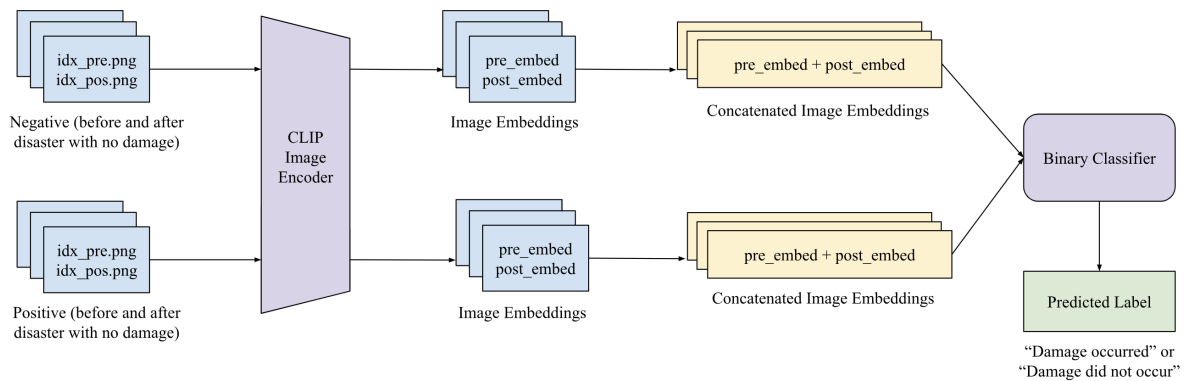 idx_pre.png
idx_pos.png
Negative (before and after
disaster with no damage)
CLIP
Image
Encoder
pre_embed
post_embed
Image Embeddings
pre_embed + post_embed
Concatenated Image Embeddings
Binary Classifier
idx_pre.png
idx_pos.png
Positive (before and after
disaster with no damage)
pre_embed
post_embed
Image Embeddings
pre_embed + post_embed
Concatenated Image Embeddings
Predicted Label
“Damage occurred” or
“Damage did not occur”